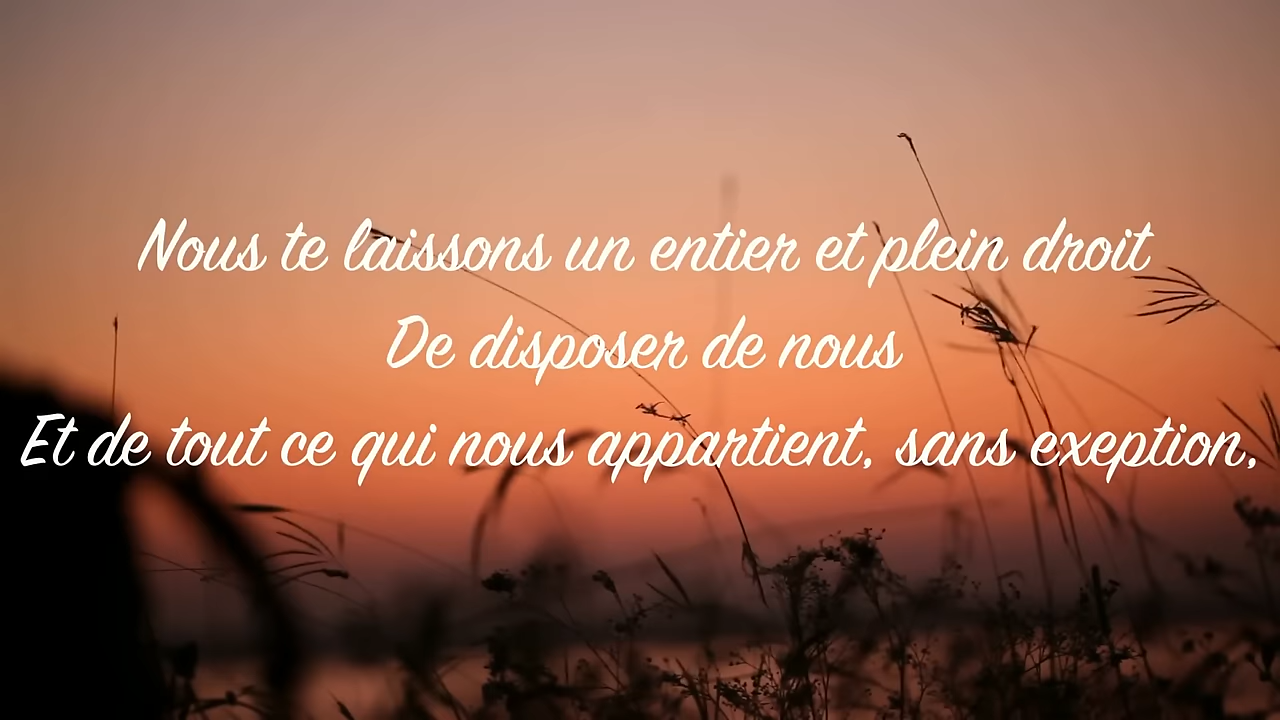 Nous te laissons un entier et plein droit
De disposer de nous
Et de tout ce qui nous appartient, sans exeption,